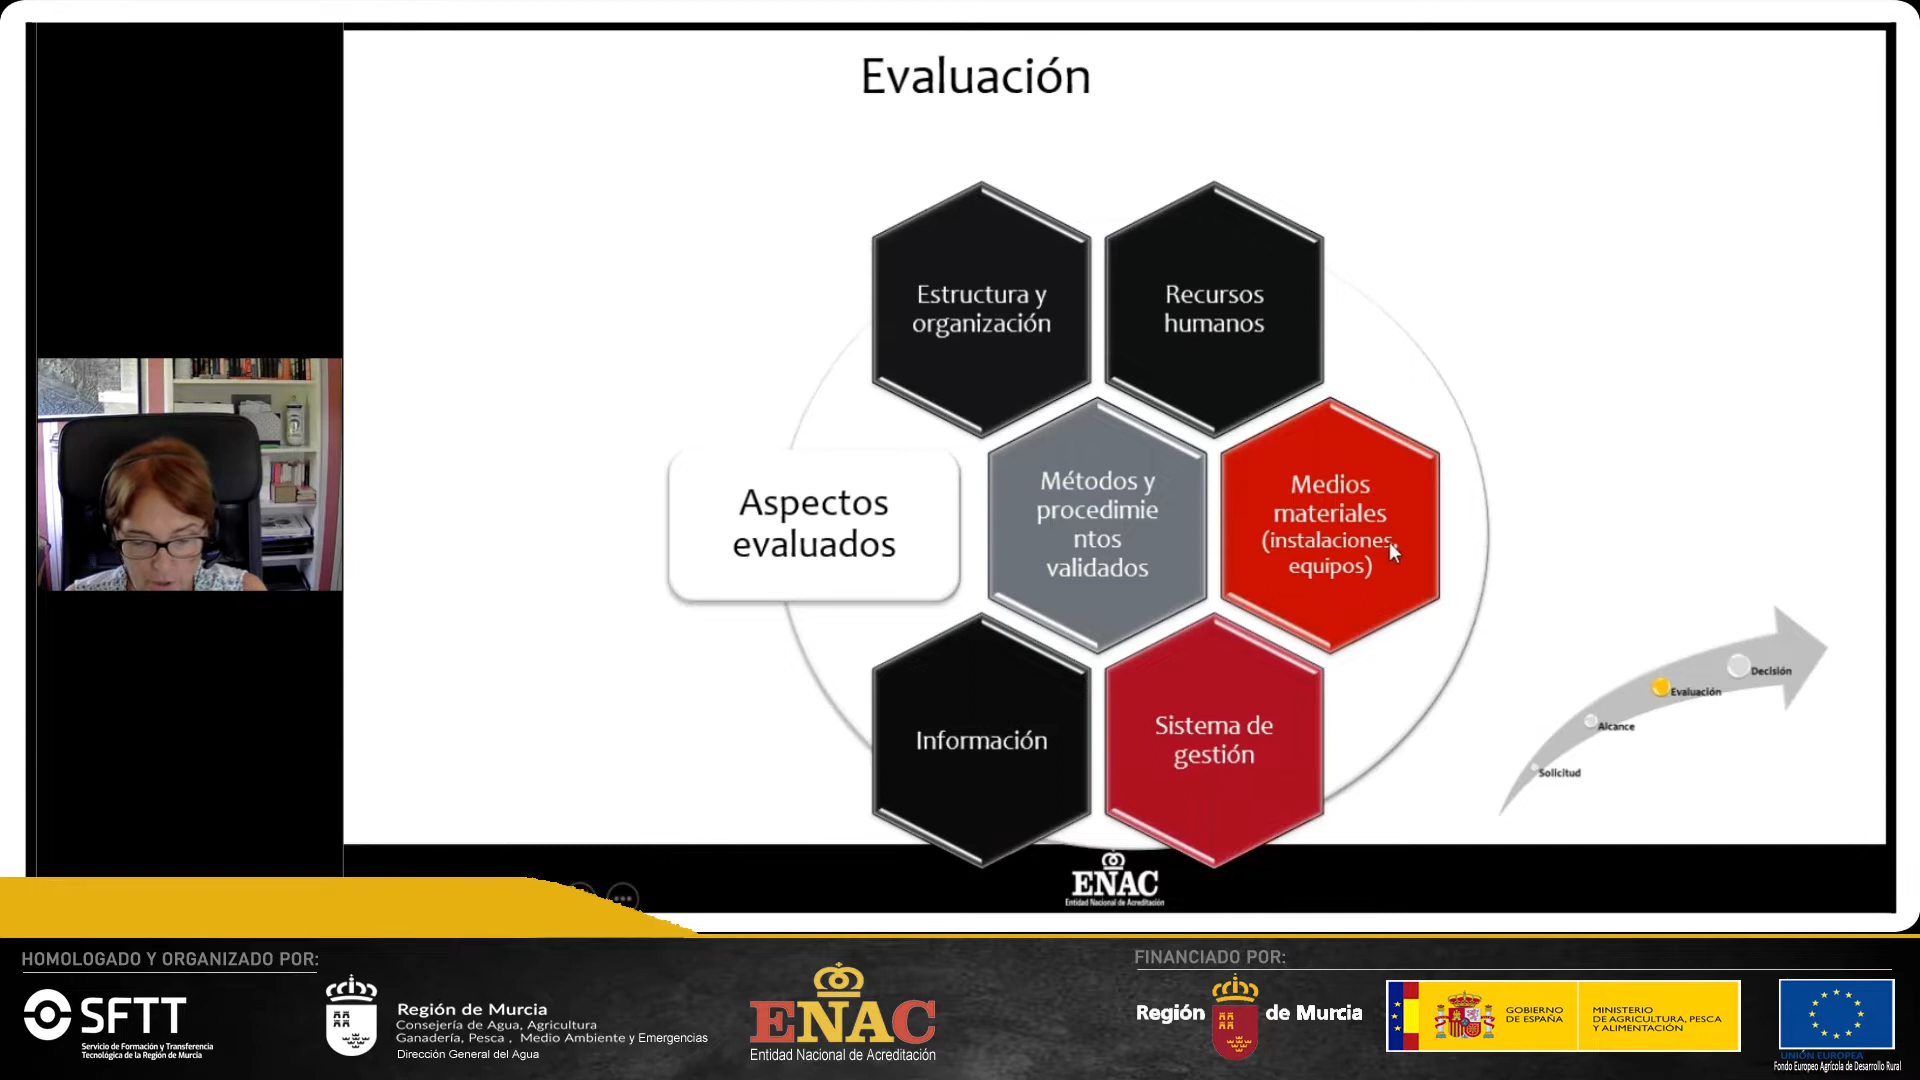 Evaluación
Estructura y
organización
Recursos
humanos
Aspectos
evaluados
Métodos y
procedimie
ntos
validados
Medios
materiales
(instalaciones,
equipos)
Información
Sistema de
gestión
Decisión
Evaluación
Alcance
Solicitud
ENAC
Entidad Nacional de Acreditación
HOMOLOGADO Y ORGANIZADO POR:
SFTT
Servicio de Formación y Transferencia
Tecnológica de la Región de Murcia
Región de Murcia
Consejería de Agua, Agricultura
Ganadería, Pesca , Medio Ambiente y Emergencias
Dirección General del Agua
ENAC
Entidad Nacional de Acreditación
FINANCIADO POR:
Región de Murcia
GOBIERNO
DE ESPAÑA
MINISTERIO
DE AGRICULTURA, PESCA
Y ALIMENTACIÓN
UNIÓN EUROPEA
Fondo Europeo Agrícola de Desarrollo Rural